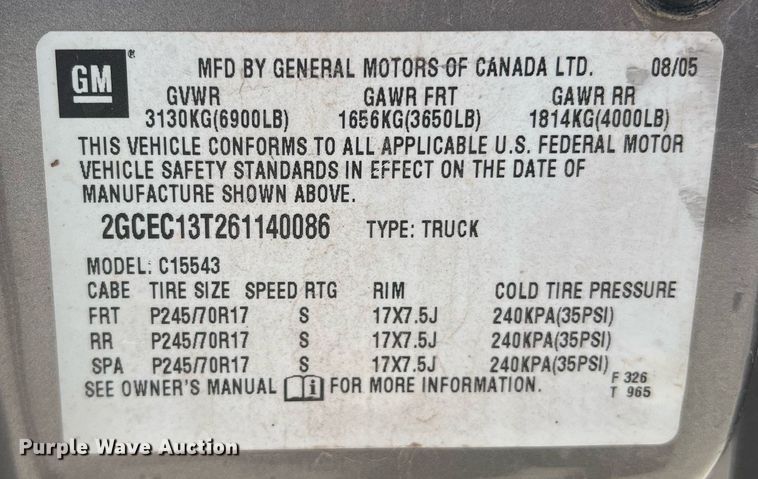 GM®
MFD BY GENERAL MOTORS OF CANADA LTD. 08/05
GVWR GAWR FRT GAWR RR
3130KG(6900LB) 1656KG(3650LB) 1814KG(4000LB)
THIS VEHICLE CONFORMS TO ALL APPLICABLE U.S. FEDERAL MOTOR
VEHICLE SAFETY STANDARDS IN EFFECT ON THE DATE OF
MANUFACTURE SHOWN ABOVE.
2GCEC13T261140086 TYPE: TRUCK
MODEL: C15543
CABE TIRE SIZE SPEED RTG RIM COLD TIRE PRESSURE
FRT P245/70R17 S 17X7.5J 240KPA(35PSI)
RR P245/70R17 S 17X7.5J 240KPA(35PSI)
SPA P245/70R17 S 17X7.5J 240KPA(35PSI)
SEE OWNER'S MANUAL i FOR MORE INFORMATION.
F 326
T 965
Purple Wave Auction